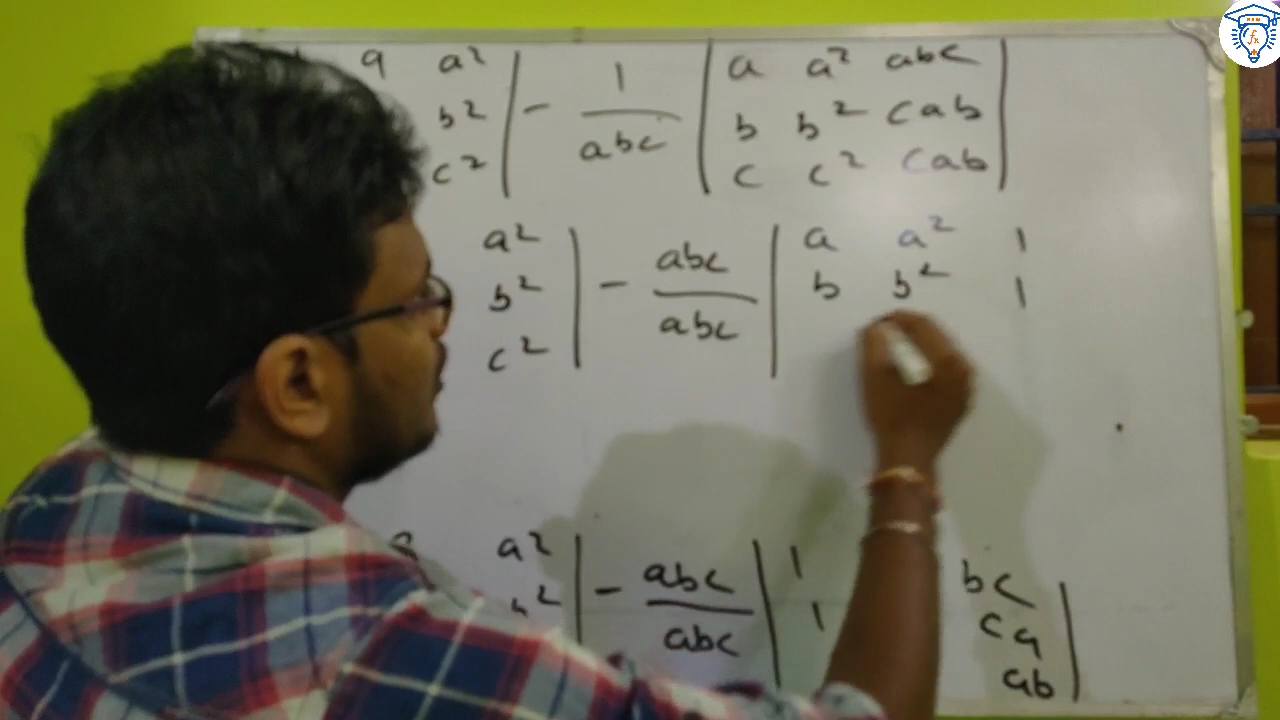 a a² | - 1/abc | a a² abc |
b² | b b² cab |
c² | c c² cab |
a² | - abc/abc | a a² 1
b² | b b² 1
c² |
a a² | - abc/abc | 1 bc |
b² | 1 ca |
ab |